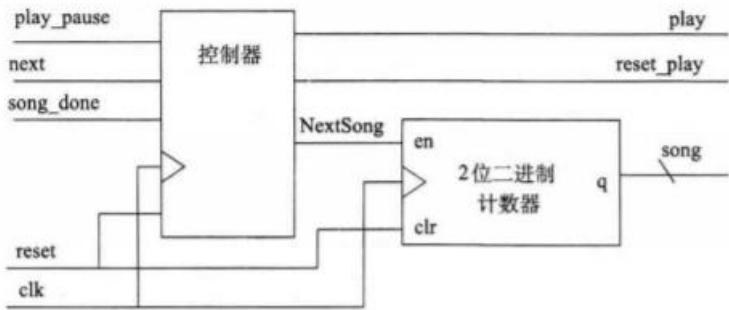 play_pause
next
song_done
reset
clk
控制器
play
reset_play
NextSong
en
2位二进制
计数器
clr
q
song